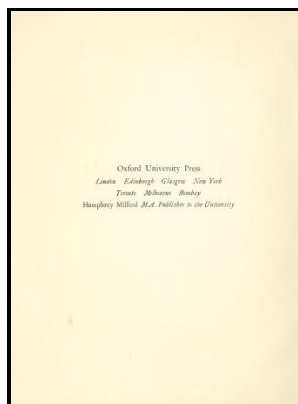 Oxford University Press
London Edinburgh Glasgow New York
Toronto Melbourne Bombay
Humphrey Milford M.A. Publisher to the University